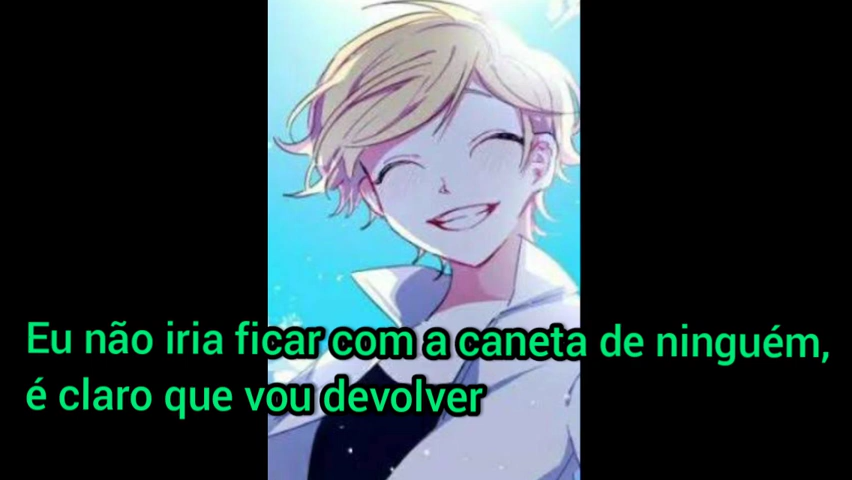 Eu não iria ficar com a caneta de ninguém,
é claro que vou devolver